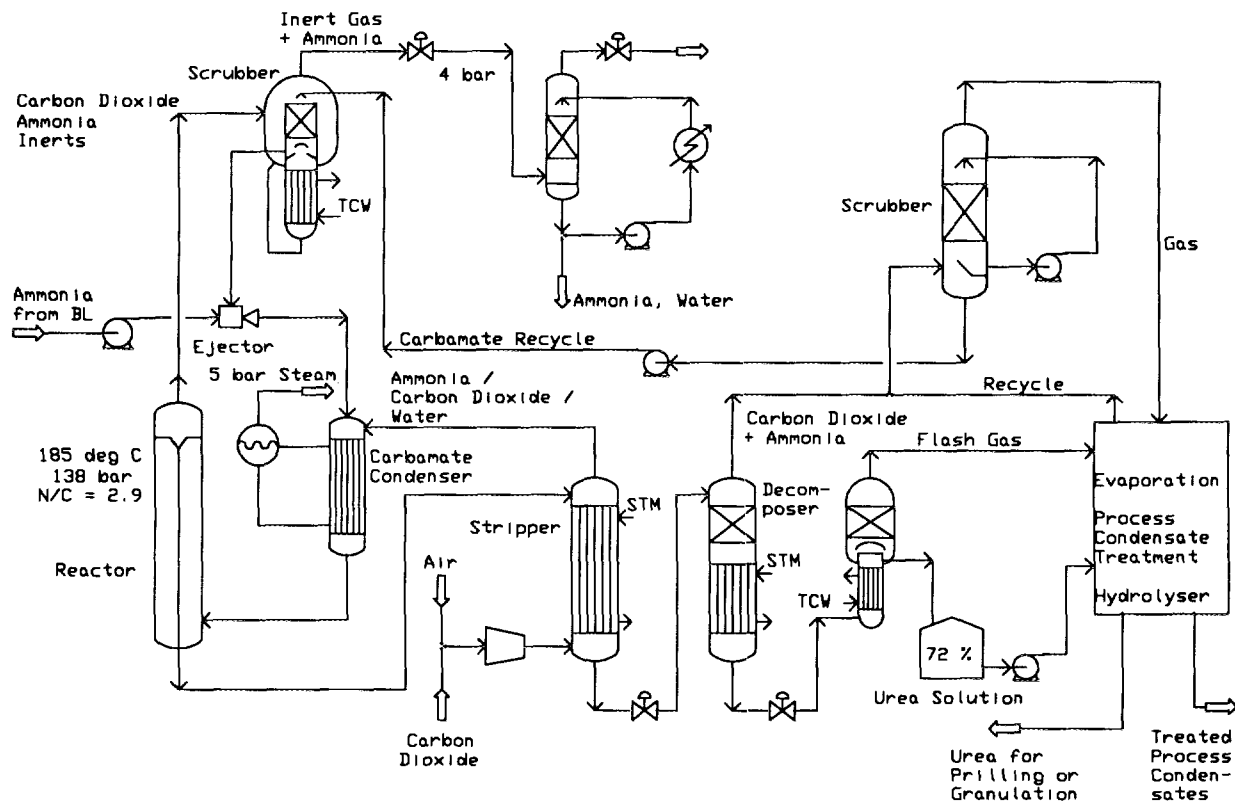 Inert Gas
+ Ammonia
4 bar
Scrubber
Carbon Dioxide
Ammonia
Inerts
TCW
Scrubber
Gas
Ammonia
from BL
Ammonia, Water
Ejector
Carbamate Recycle
5 bar Steam
Ammonia /
Carbon Dioxide /
Water
Recycle
Carbon Dioxide
+ Ammonia
Flash Gas
185 deg C
138 bar
N/C = 2.9
Carbamate
Condenser
Decom-
poser
Evaporation
Process
Condensate
Treatment
Hydrolyser
STM
Stripper
Reactor
Air
STM
TCW
72 %
Urea Solution
Carbon
Dioxide
Urea for
Prilling or
Granulation
Treated
Process
Conden-
sates